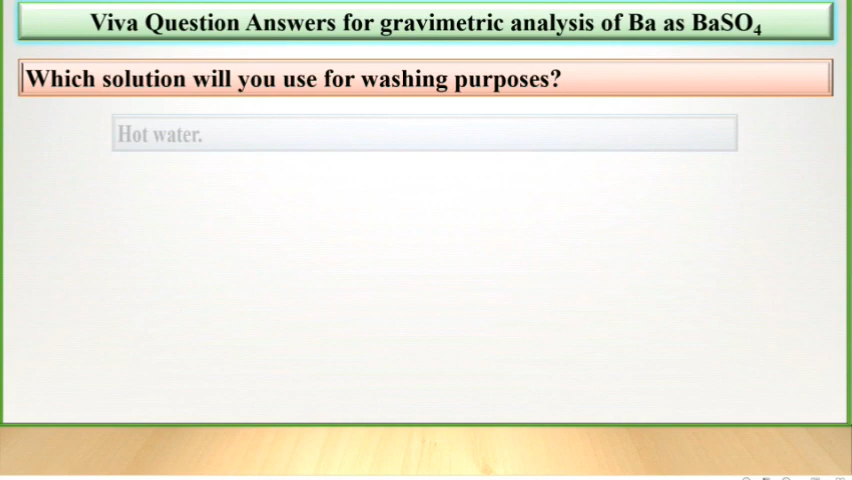 Viva Question Answers for gravimetric analysis of Ba as BaSO₄
Which solution will you use for washing purposes?
Hot water.